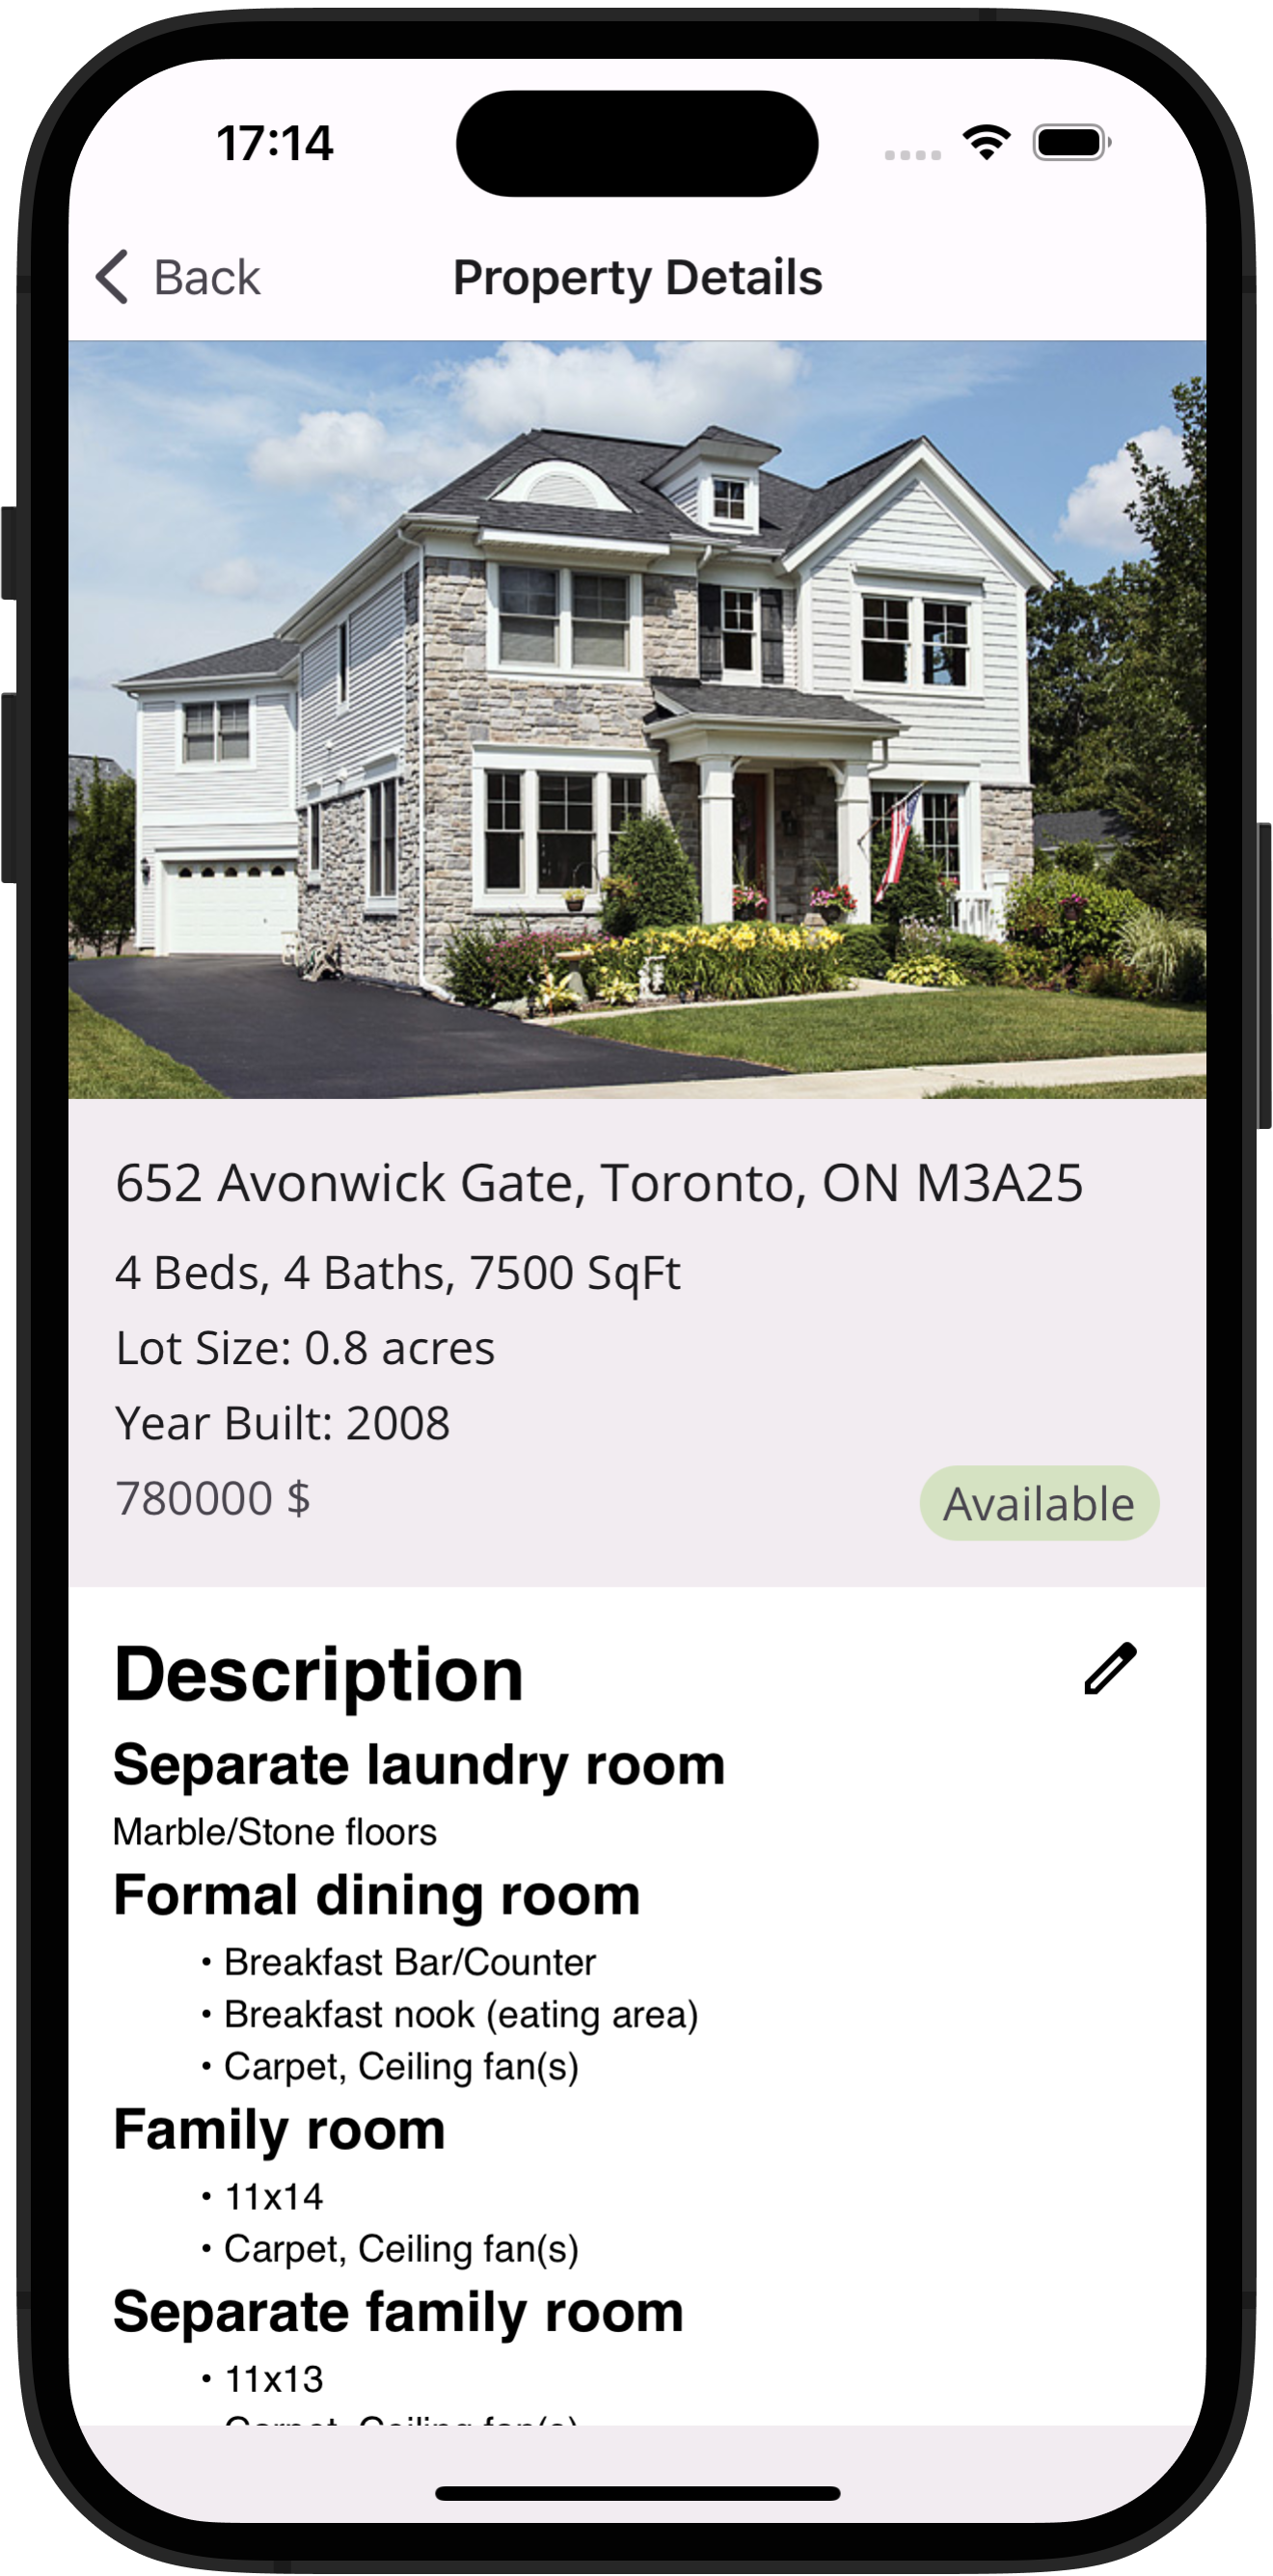 17:14
Back
Property Details
652 Avonwick Gate, Toronto, ON M3A25
4 Beds, 4 Baths, 7500 SqFt
Lot Size: 0.8 acres
Year Built: 2008
780000 $
Available
Description
Separate laundry room
Marble/Stone floors
Formal dining room
• Breakfast Bar/Counter
• Breakfast nook (eating area)
• Carpet, Ceiling fan(s)
Family room
• 11x14
• Carpet, Ceiling fan(s)
Separate family room
• 11x13
Carpet, Ceiling fan(s)